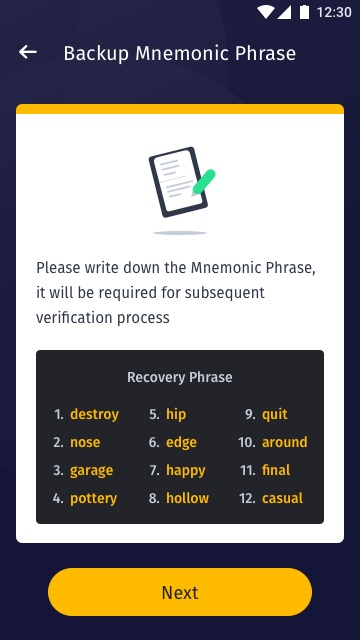 12:30
Backup Mnemonic Phrase
Please write down the Mnemonic Phrase,
it will be required for subsequent
verification process
Recovery Phrase
1. destroy
2. nose
3. garage
4. pottery
5. hip
6. edge
7. happy
8. hollow
9. quit
10. around
11. final
12. casual
Next